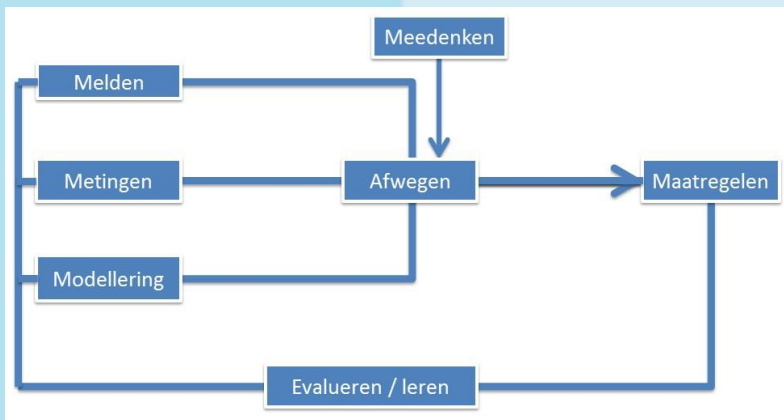 Meedenken
Melden
Metingen
Afwegen
Maatregelen
Modellering
Evalueren / leren